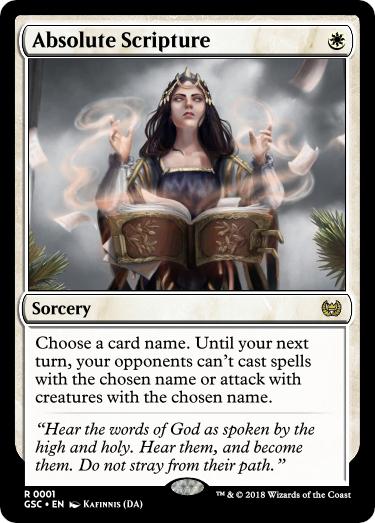 Absolute Scripture
Sorcery
Choose a card name. Until your next
turn, your opponents can't cast spells
with the chosen name or attack with
creatures with the chosen name.
“Hear the words of God as spoken by the
high and holy. Hear them, and become
them. Do not stray from their path.”
R 0001
GSC • EN Kafinnis (DA)
™ & © 2018 Wizards of the Coast